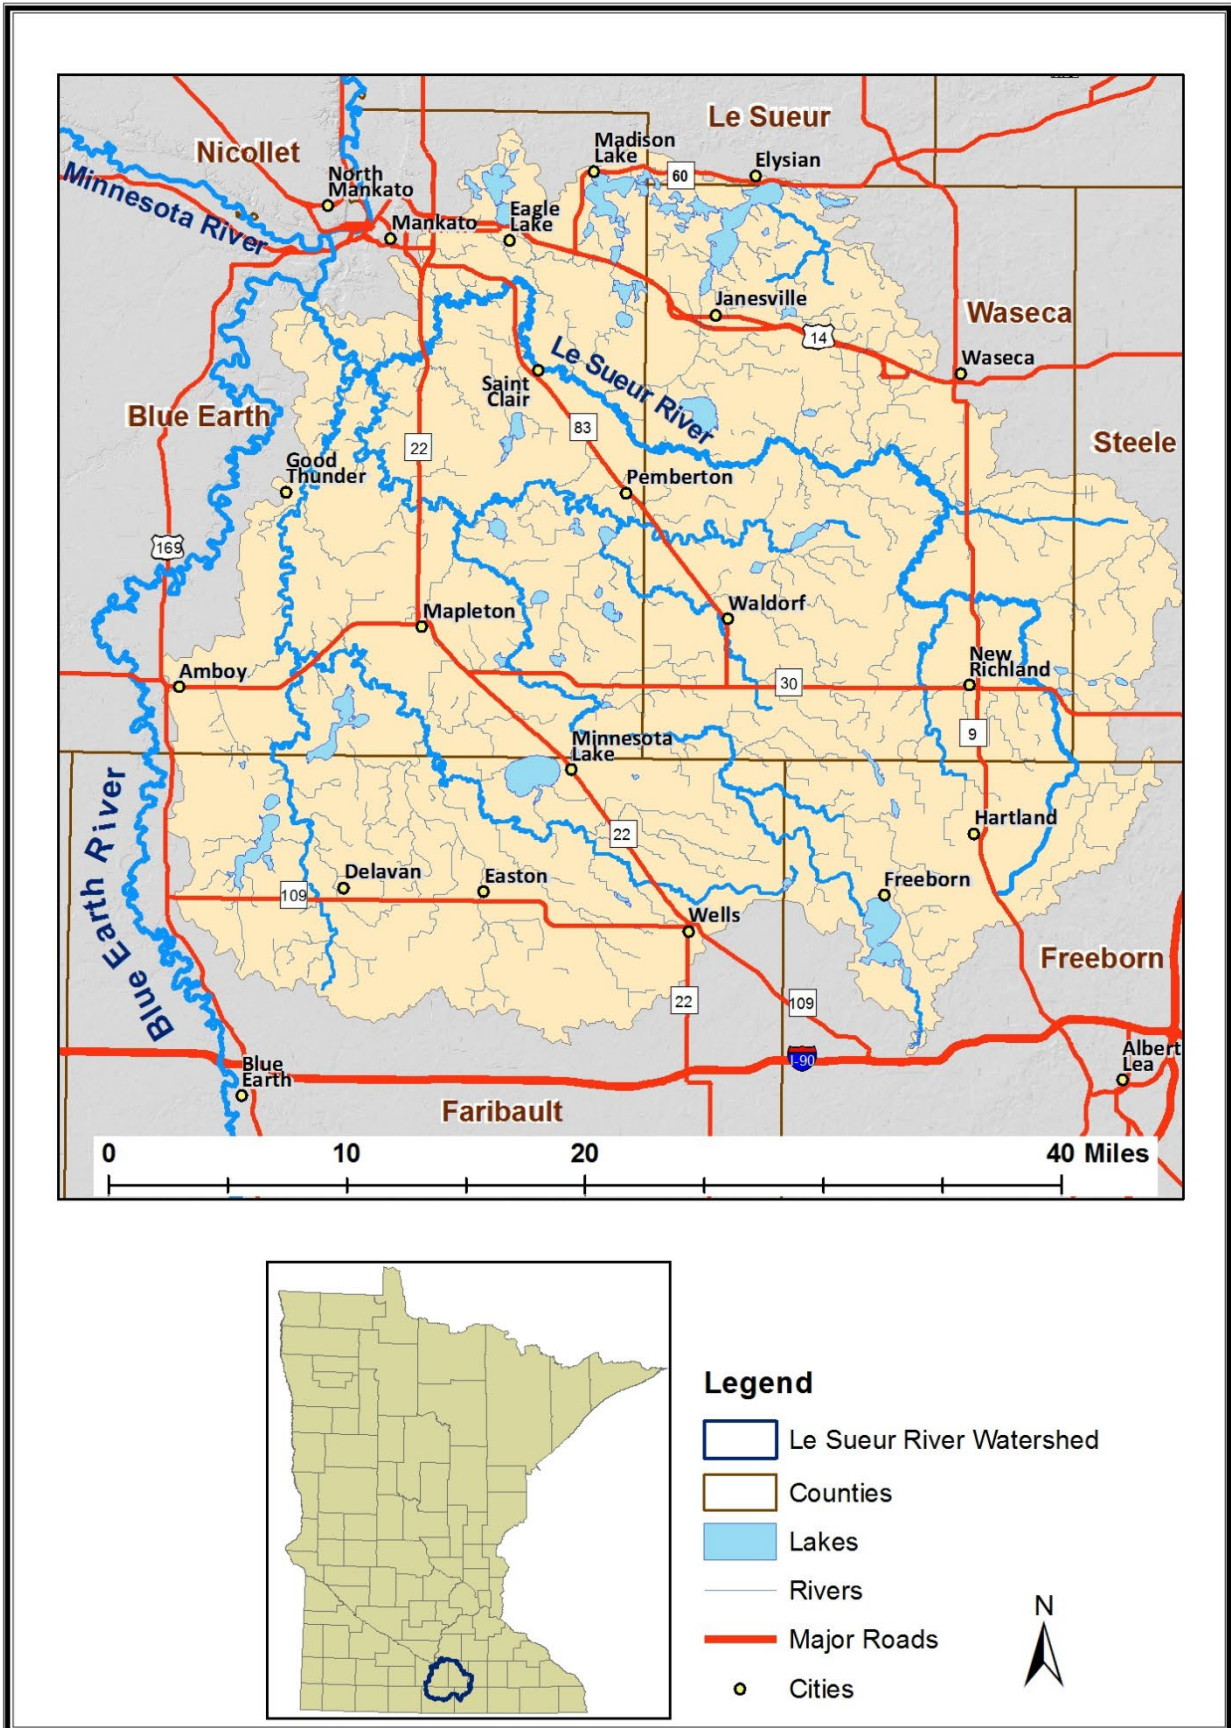 Le Sueur
Nicollet
Madison
Lake
60
Elysian
North
Mankato
Minnesota River
Mankato
Eagle
Lake
Janesville
Waseca
14
Waseca
Le Sueur River
Saint
Clair
Blue Earth
83
22
Steele
Good
Thunder
Pemberton
169
Mapleton
Waldorf
New
Richland
Amboy
30
9
Minnesota
Lake
Blue Earth River
Hartland
22
Delavan
Easton
Freeborn
109
Wells
Freeborn
22
109
I-90
Albert
Lea
Blue
Earth
Faribault
0 10 20 40 Miles
Legend
Le Sueur River Watershed
Counties
Lakes
Rivers
Major Roads
Cities
N